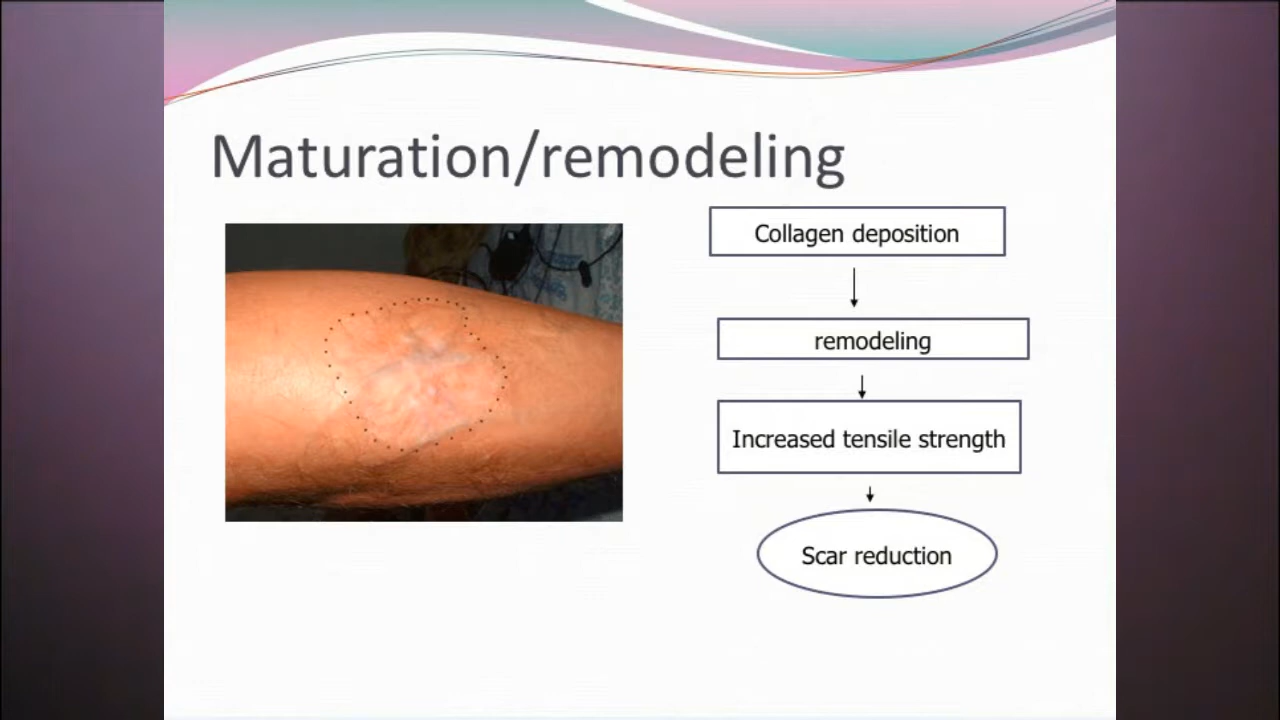 Maturation/remodeling
Collagen deposition
remodeling
Increased tensile strength
Scar reduction